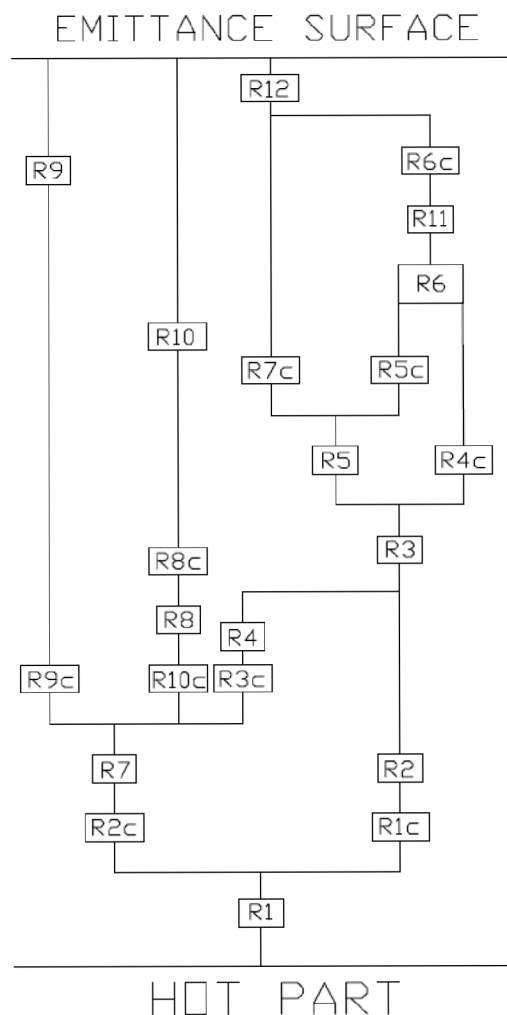 EMITTANCE SURFACE
R12
R6c
R9
R11
R6
R10
R7c
R5c
R5
R4c
R3
R8c
R8
R4
R9c
R10c
R3c
R7
R2
R2c
R1c
R1
HOT PART